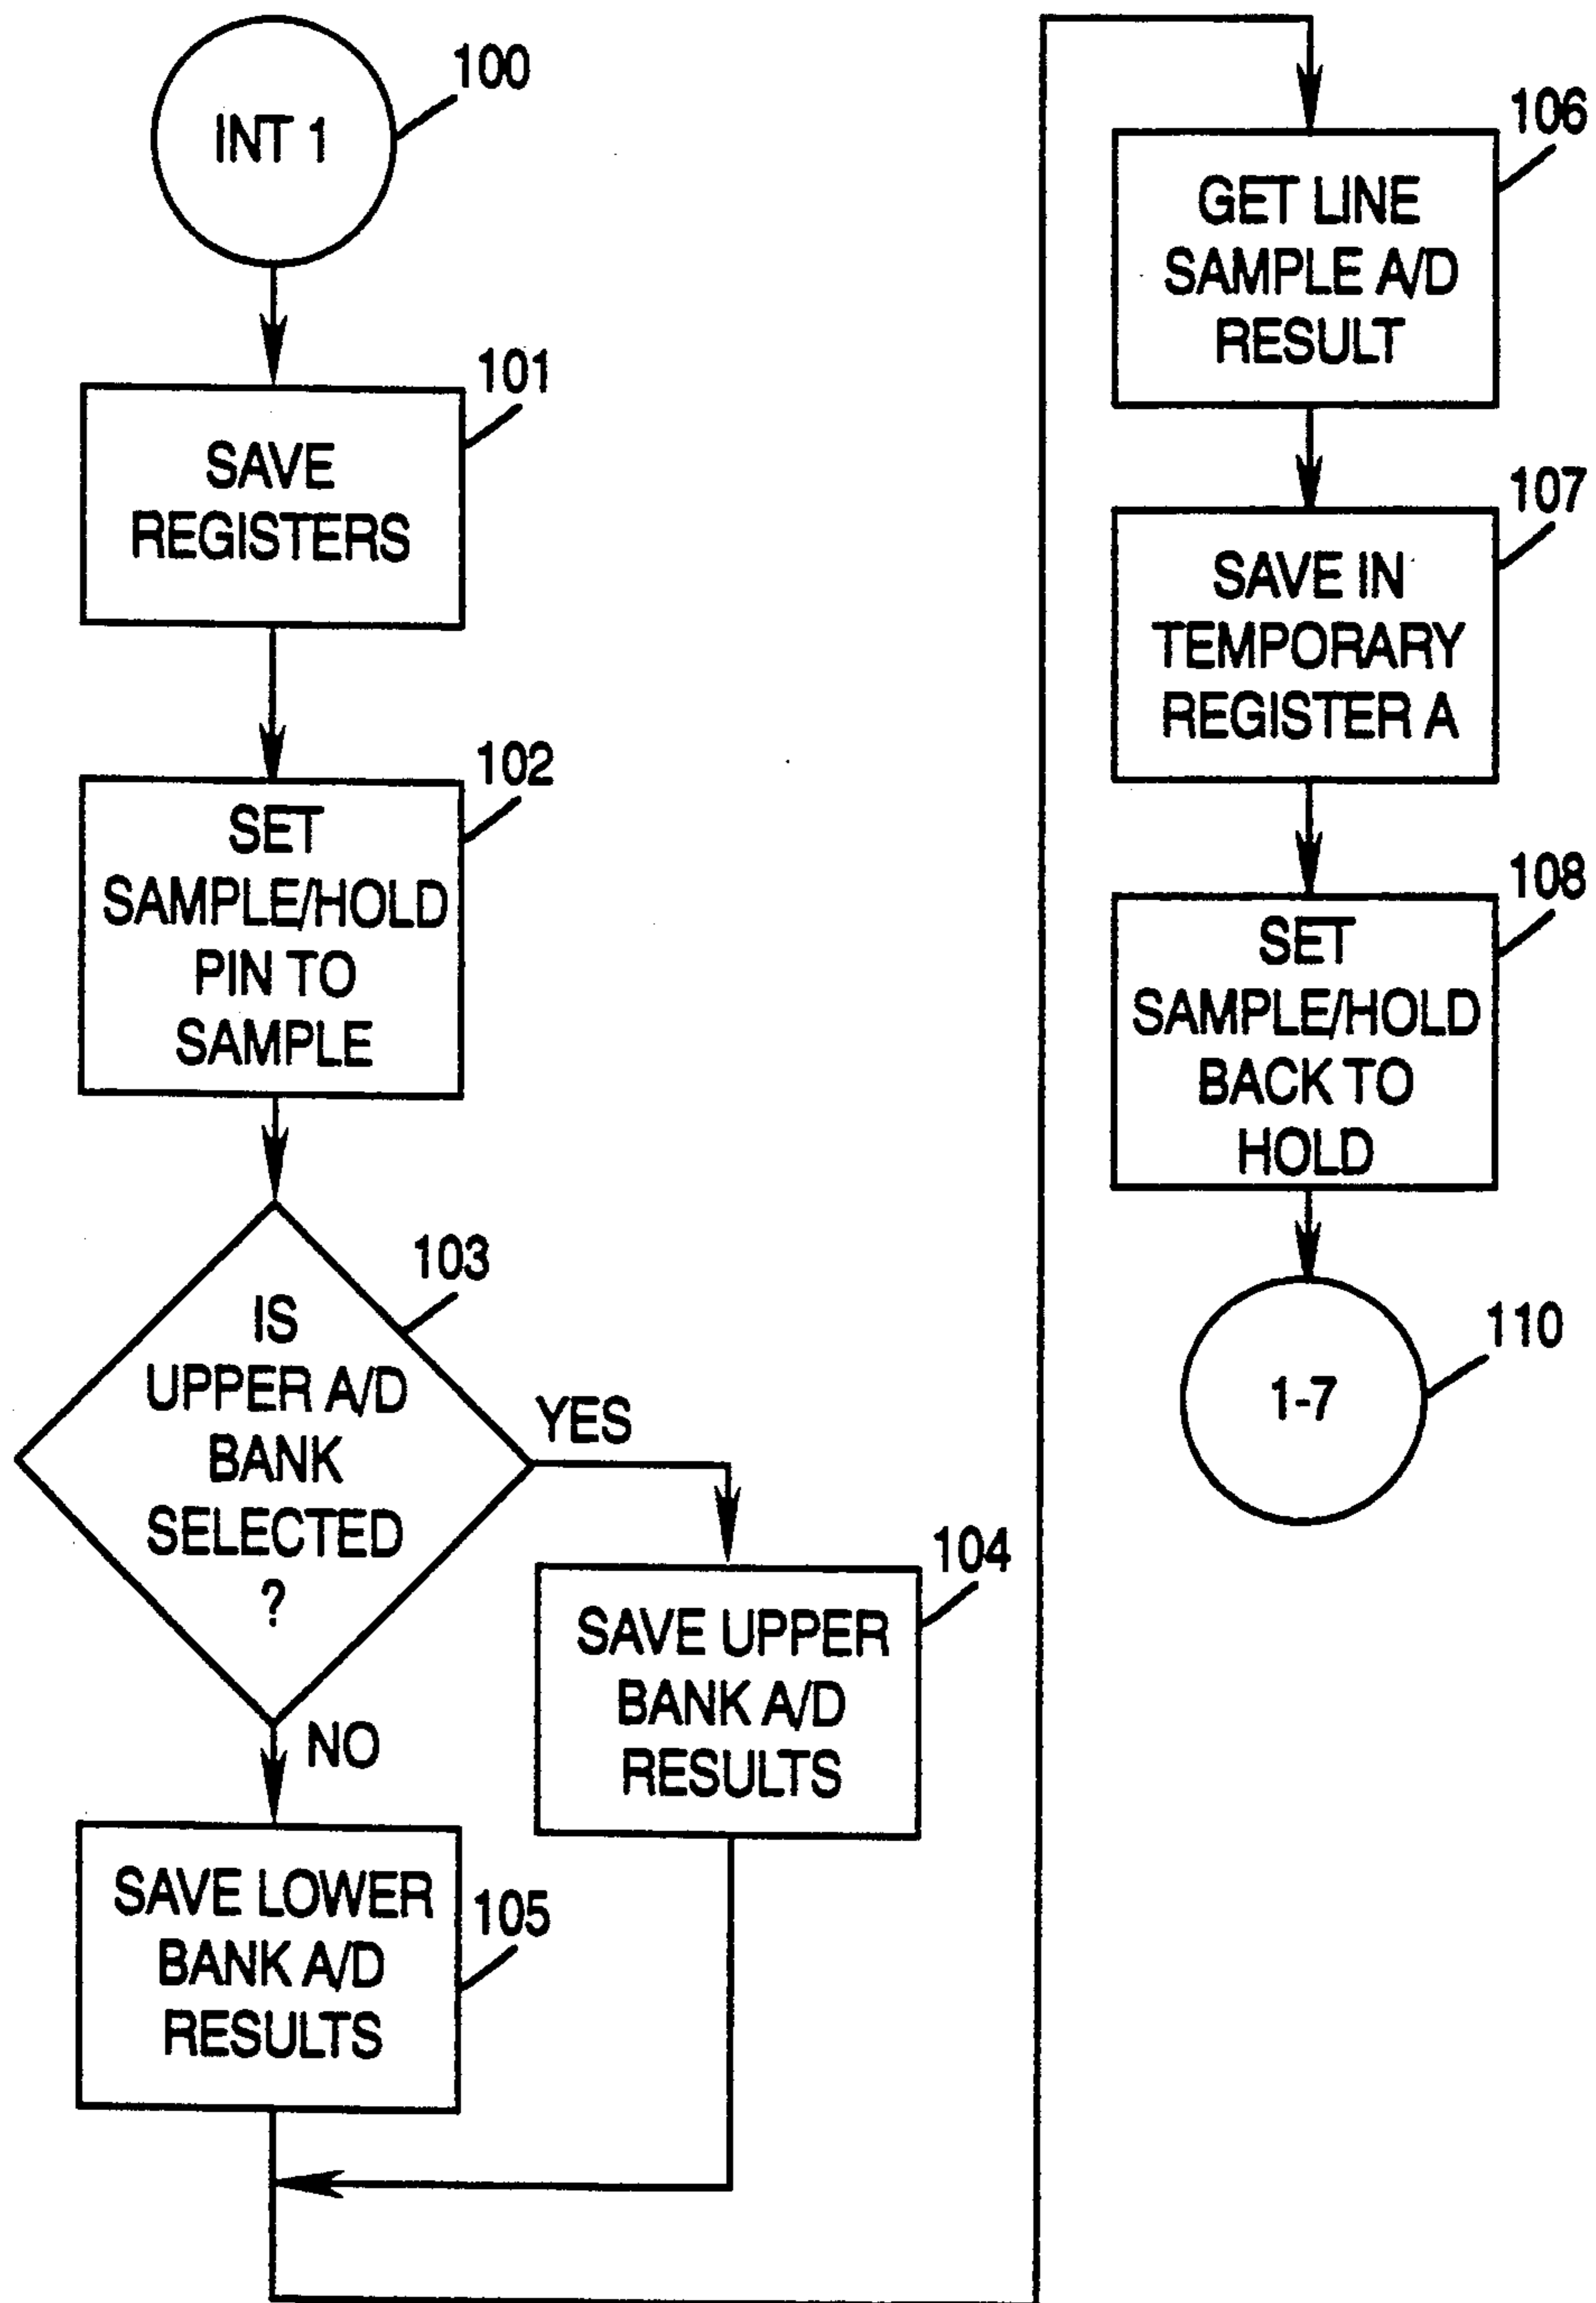 100
INT 1
101
SAVE
REGISTERS
102
SET
SAMPLE/HOLD
PIN TO
SAMPLE
103
IS
UPPER A/D
BANK
SELECTED
?
YES
NO
104
SAVE UPPER
BANK A/D
RESULTS
105
SAVE LOWER
BANK A/D
RESULTS
106
GET LINE
SAMPLE A/D
RESULT
107
SAVE IN
TEMPORARY
REGISTER A
108
SET
SAMPLE/HOLD
BACK TO
HOLD
110
1-7